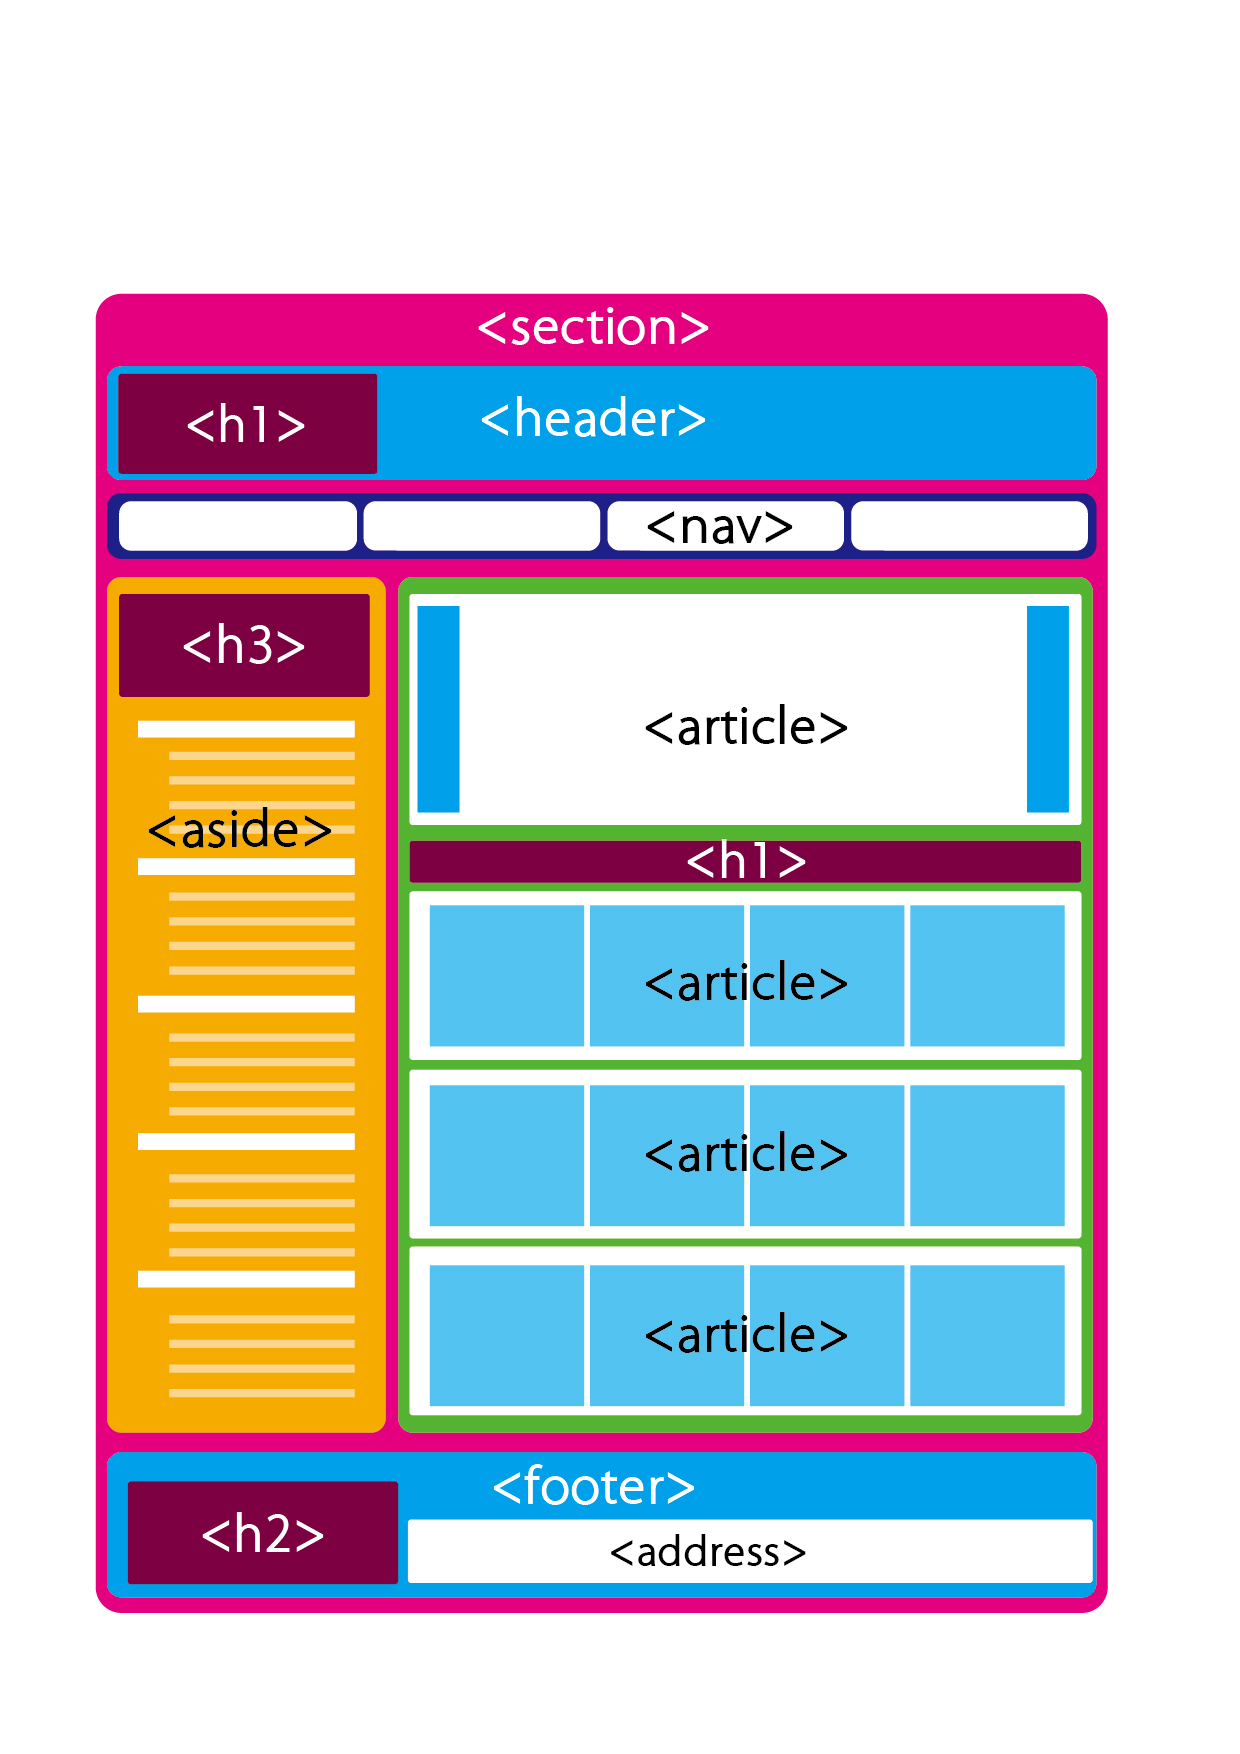 <section>
<h1>
<header>
<nav>
<h3>
<aside>
<article>
<h1>
<article>
<article>
<article>
<footer>
<h2>
<address>